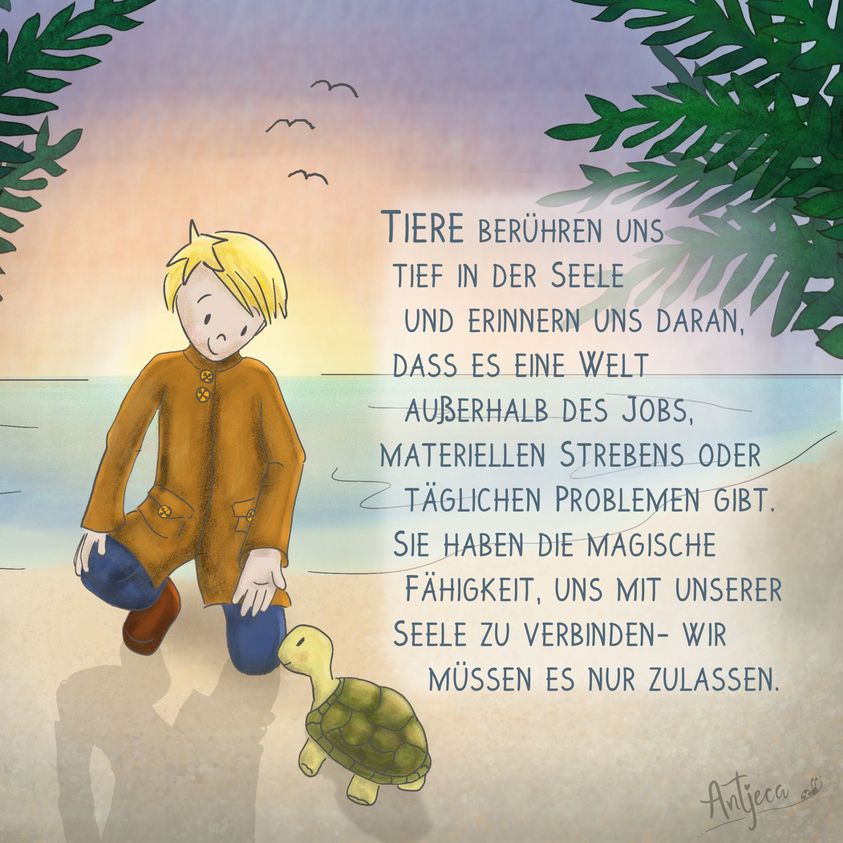 Tiere berühren uns
tief in der Seele
und erinnern uns daran,
dass es eine Welt
außerhalb des Jobs,
materiellen Strebens oder
täglichen Problemen gibt.
Sie haben die magische
Fähigkeit, uns mit unserer
Seele zu verbinden- wir
müssen es nur zulassen.
Antjeca